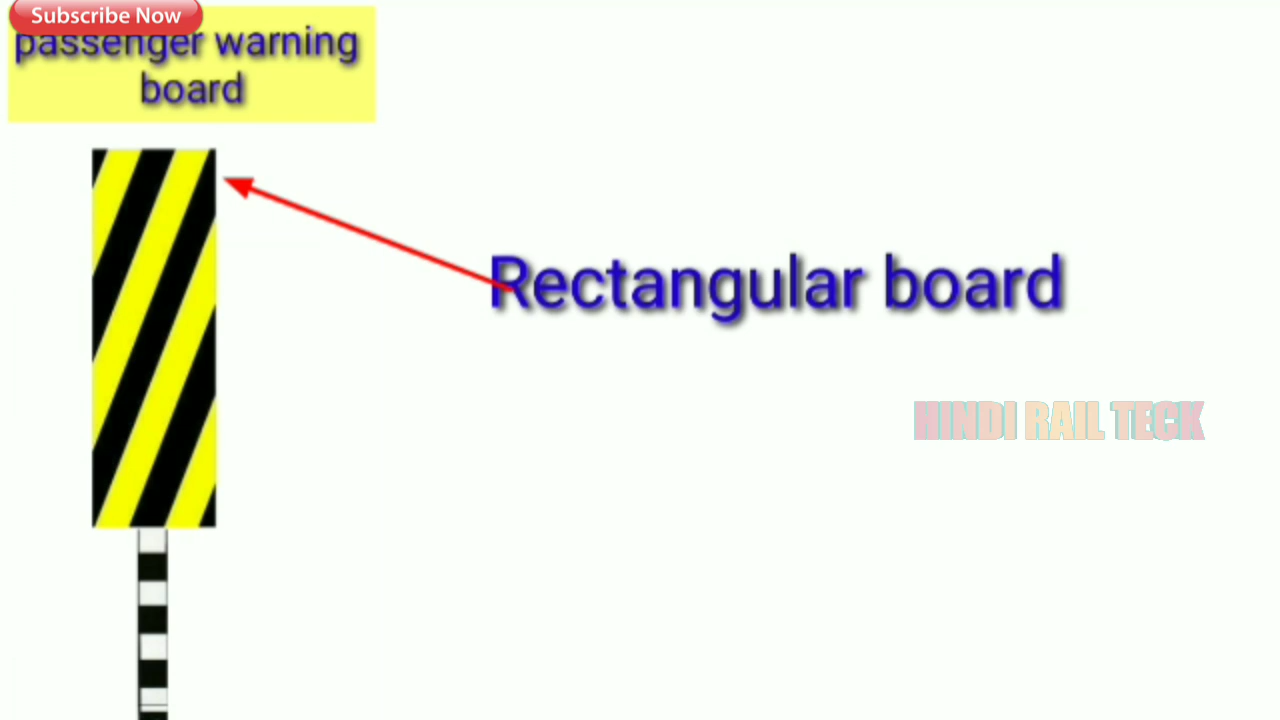 Subscribe Now
passenger warning
board
Rectangular board
HINDI RAIL TECK